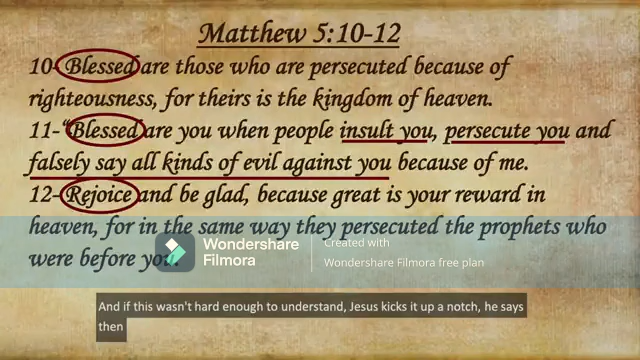 Matthew 5:10-12
10- Blessed are those who are persecuted because of
righteousness, for theirs is the kingdom of heaven.
11-“Blessed are you when people insult you, persecute you and
falsely say all kinds of evil against you because of me.
12- Rejoice and be glad, because great is your reward in
heaven, for in the same way they persecuted the prophets who
were before you.
Wondershare
Filmora
Created with
Wondershare Filmora free plan
And if this wasn't hard enough to understand, Jesus kicks it up a notch, he says
then